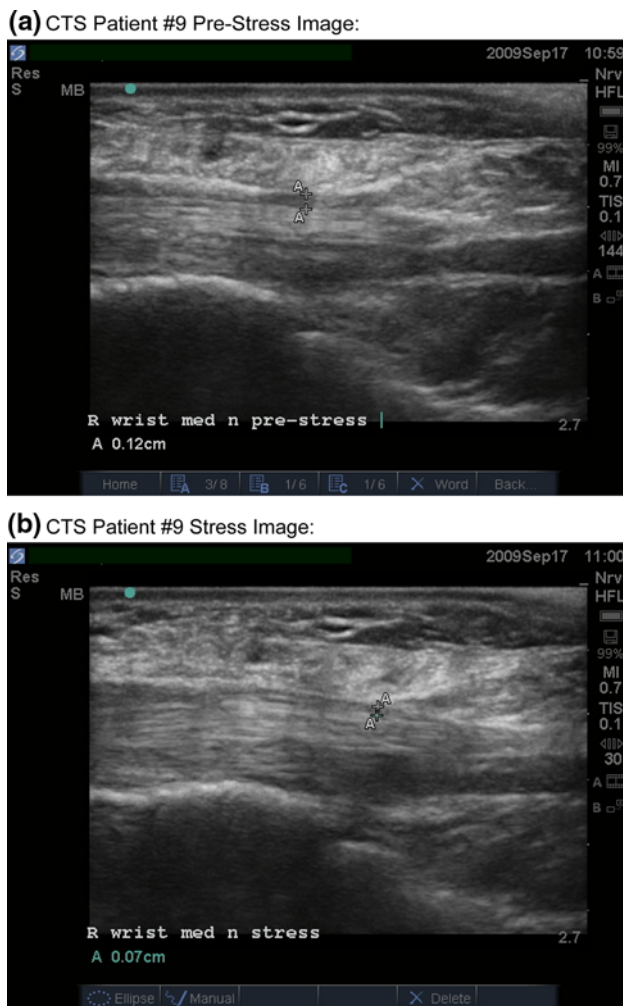 (a) CTS Patient #9 Pre-Stress Image:
2009Sep17 10:59
Res
S MB
Nrv
HFL
99%
MI
0.7
TIS
0.1
144
A
B
A
A
R wrist med n pre-stress
2.7
A 0.12cm
Home A 3/8 B 1/6 C 1/6 X Word Back...
(b) CTS Patient #9 Stress Image:
2009Sep17 11:00
Res
S MB
Nrv
HFL
99%
MI
0.7
TIS
0.1
30
A
B
A
A
R wrist med n stress
2.7
A 0.07cm
Ellipse Manual X Delete